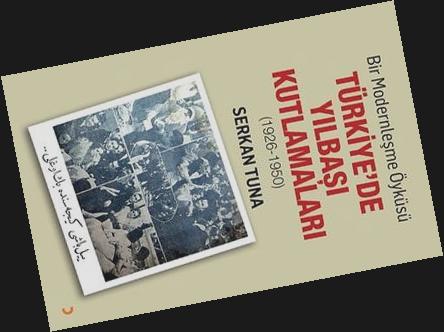 Bir Modernleşme Öyküsü
TÜRKİYE'DE
YILBAŞI
KUTLAMALARI
(1926-1950)
SERKAN TUNA